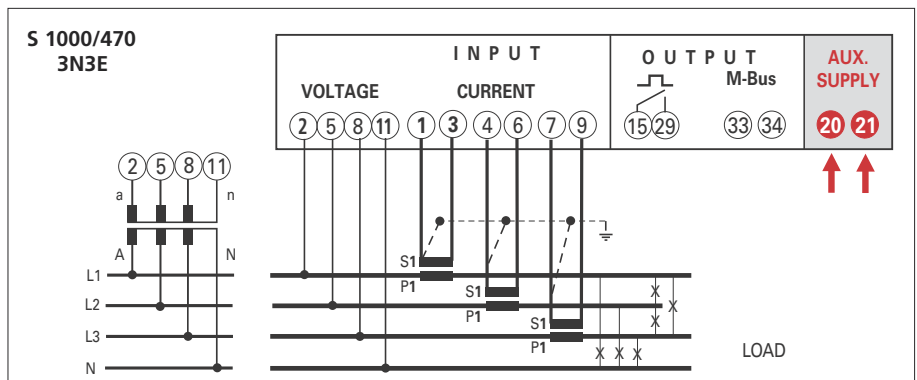 S 1000/470
3N3E
INPUT
VOLTAGE
CURRENT
2 5 8 11 1 3 4 6 7 9
OUTPUT
M-Bus
15 29 33 34
AUX.
SUPPLY
20 21
2 5 8 11
a n
A N
L1
L2
L3
N
S1
P1
S1
P1
S1
P1
LOAD